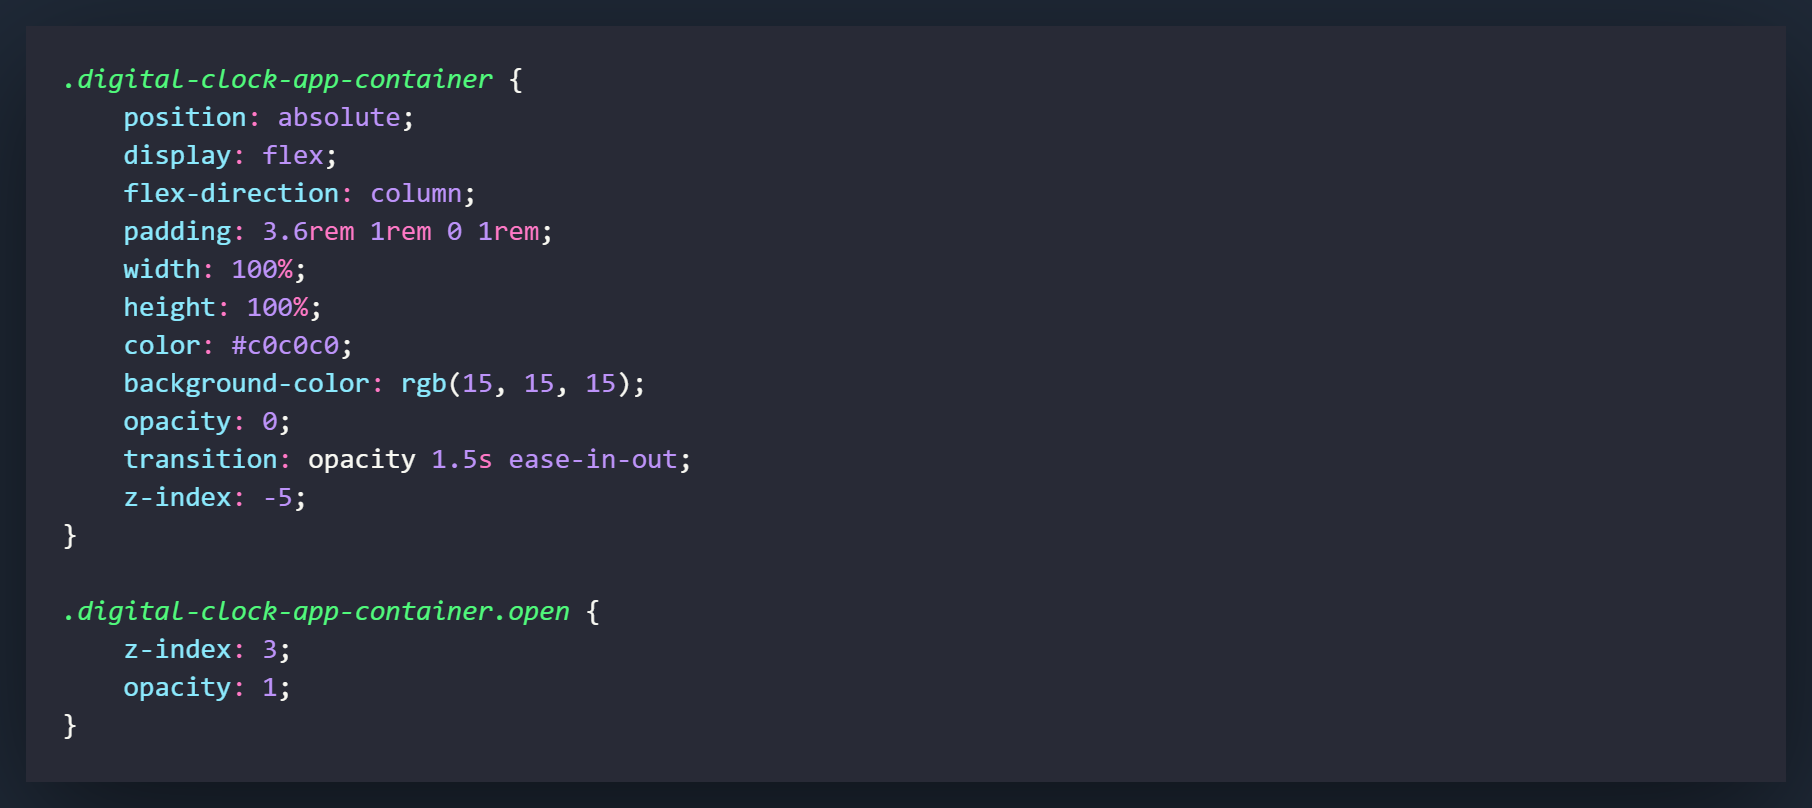 .digital-clock-app-container {
    position: absolute;
    display: flex;
    flex-direction: column;
    padding: 3.6rem 1rem 0 1rem;
    width: 100%;
    height: 100%;
    color: #c0c0c0;
    background-color: rgb(15, 15, 15);
    opacity: 0;
    transition: opacity 1.5s ease-in-out;
    z-index: -5;
}

.digital-clock-app-container.open {
    z-index: 3;
    opacity: 1;
}